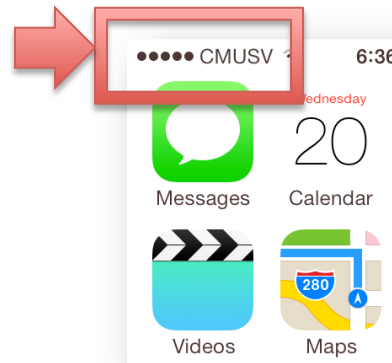 ●●●●● CMUSV 6:36
Wednesday
20
Messages Calendar
280
Videos Maps